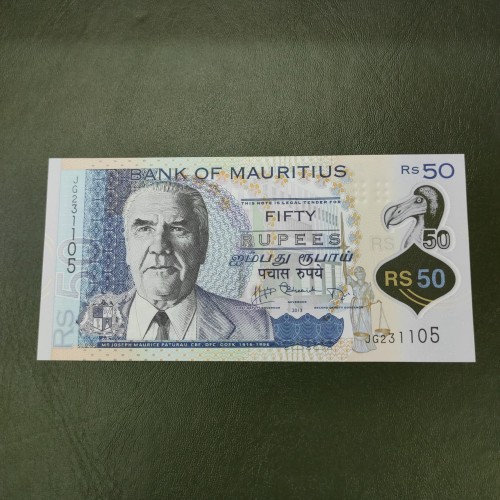 BANK OF MAURITIUS
Rs 50
THIS NOTE IS LEGAL TENDER FOR
FIFTY
RUPEES
ஐம்பது ரூபாய்
पचास रुपये
50
RS 50
Rs 50
JG231105
JG231105